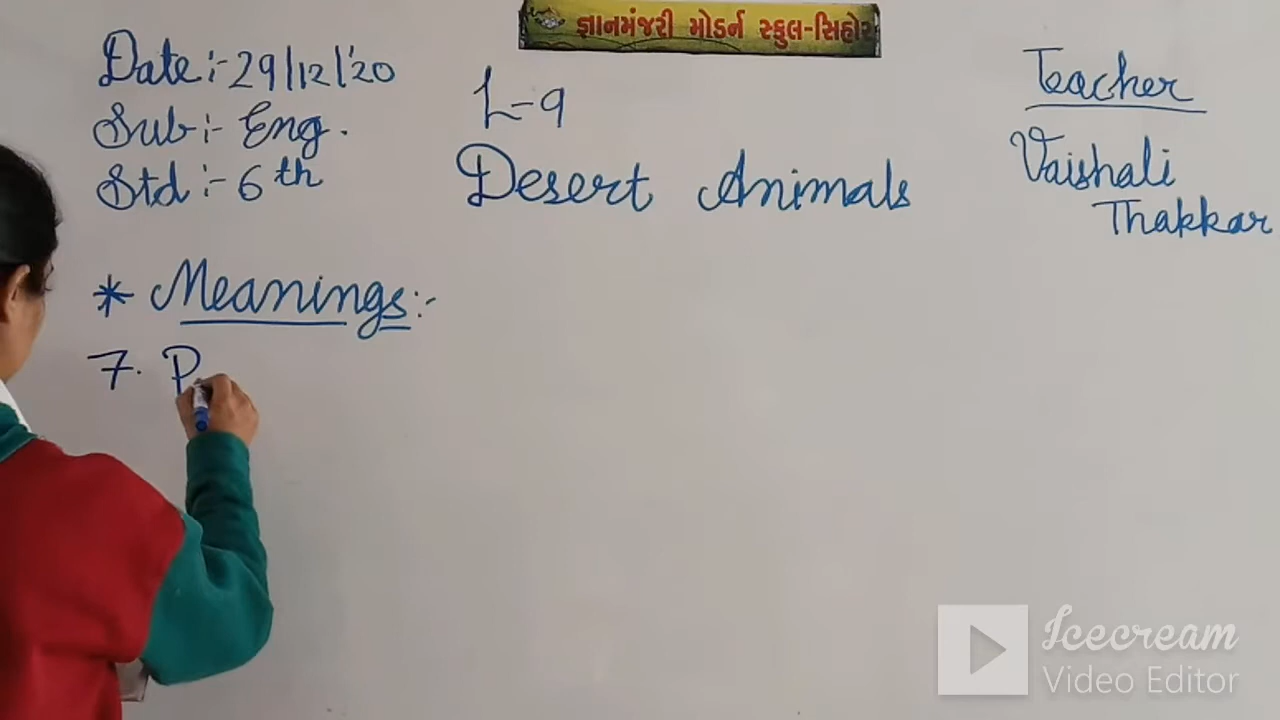 જ્ઞાનમંજરી મોડર્ન સ્કુલ-સિહોર
Date:- 29/12/'20
Sub:- Eng.
Std:- 6th
L-9
Desert Animals
Teacher
Vaishali
Thakkar
* Meanings:-
7. P
Icecream
Video Editor